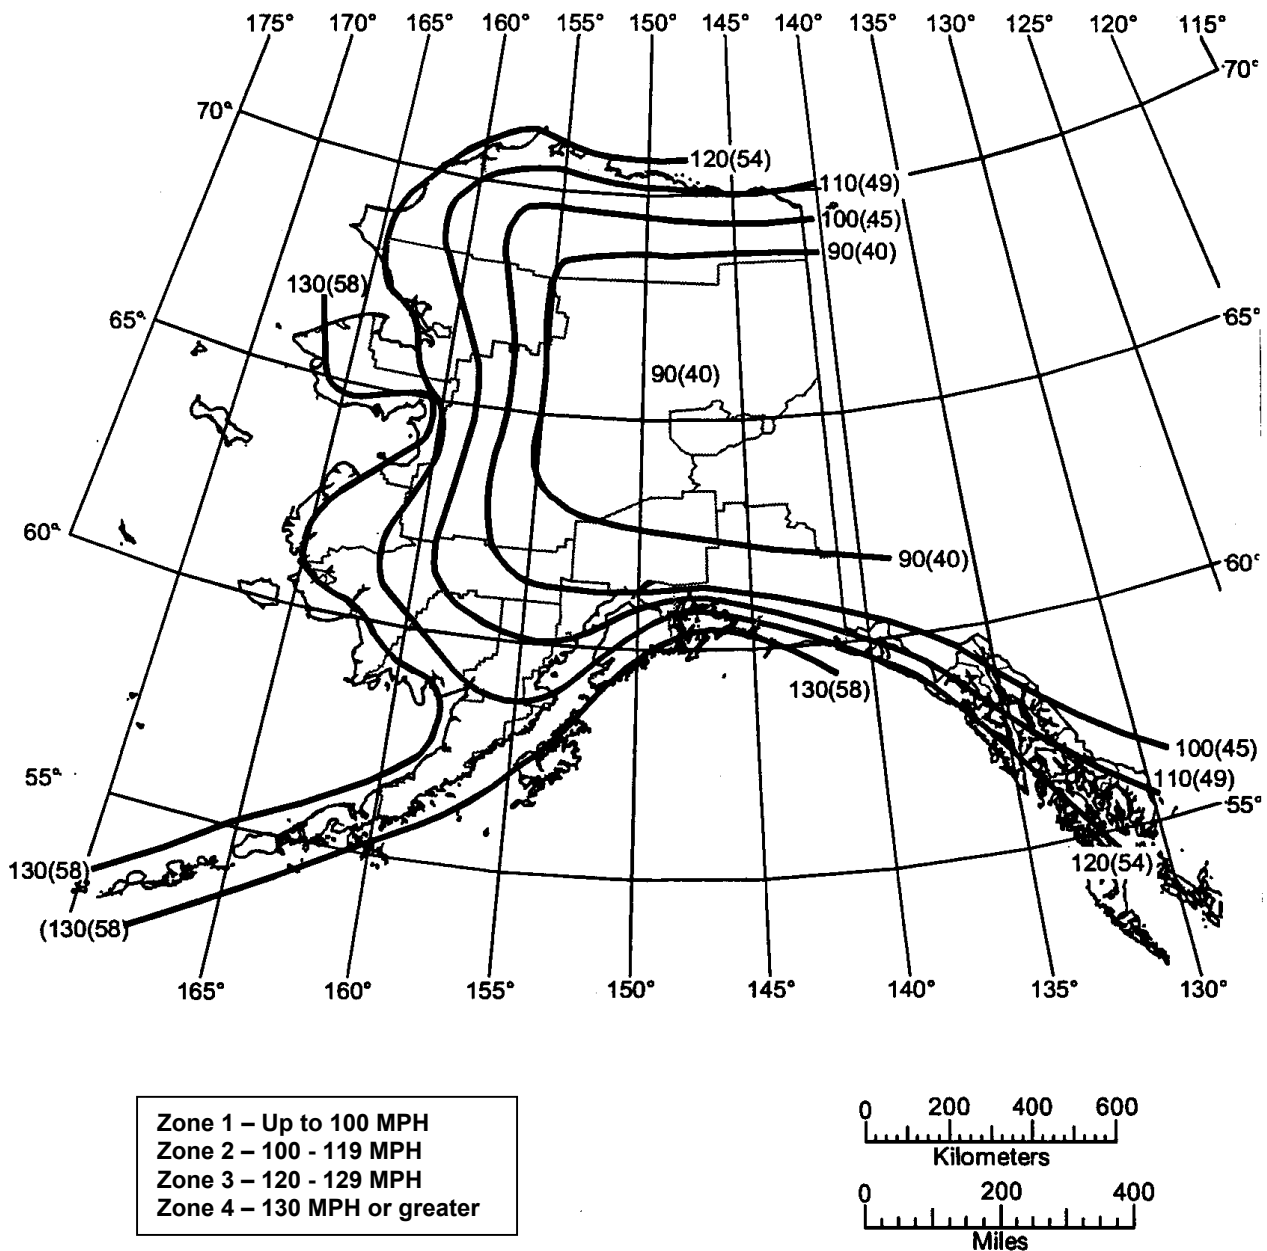 175° 170° 165° 160° 155° 150° 145° 140° 135° 130° 125° 120° 115°
70°
70°
120(54)
110(49)
100(45)
90(40)
130(58)
65°
65°
90(40)
60°
90(40)
60°
130(58)
100(45)
110(49)
55°
55°
120(54)
130(58)
(130(58)
165° 160° 155° 150° 145° 140° 135° 130°
Zone 1 – Up to 100 MPH
Zone 2 – 100 - 119 MPH
Zone 3 – 120 - 129 MPH
Zone 4 – 130 MPH or greater
0 200 400 600
Kilometers
0 200 400
Miles